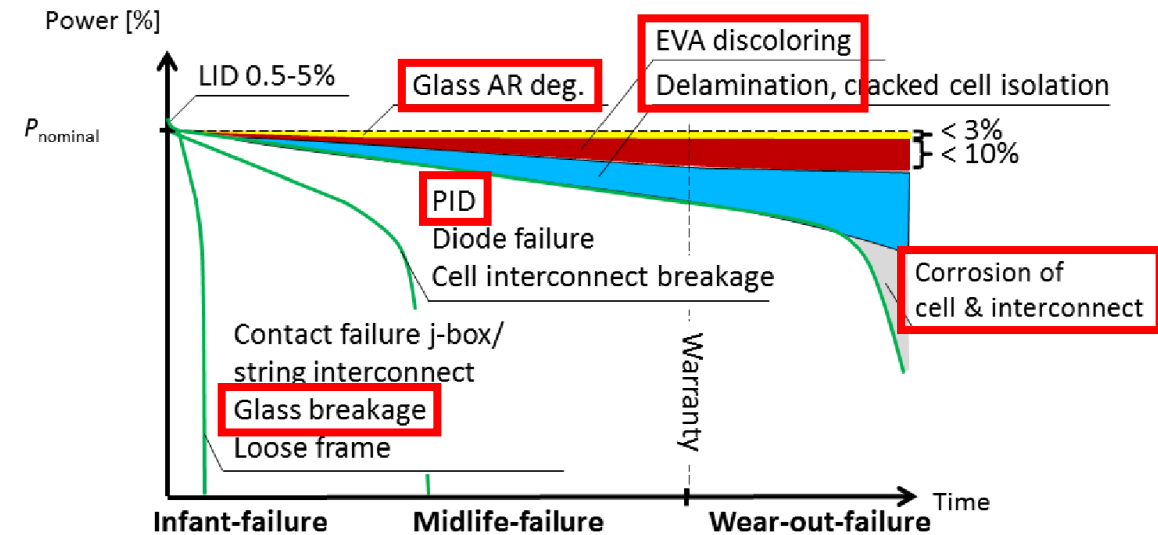 Power [%]
LID 0.5-5%
Glass AR deg.
EVA discoloring
Delamination, cracked cell isolation
Pnominal
< 3%
< 10%
PID
Diode failure
Cell interconnect breakage
Corrosion of
cell & interconnect
Contact failure j-box/
string interconnect
Glass breakage
Loose frame
Warranty
Time
Infant-failure
Midlife-failure
Wear-out-failure